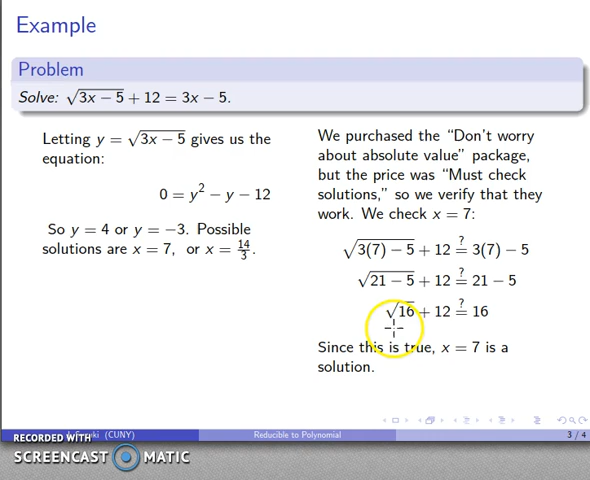 Example
Problem
Solve: √3x − 5 + 12 = 3x − 5.
Letting y = √3x − 5 gives us the
equation:
0 = y² − y − 12
So y = 4 or y = −3. Possible
solutions are x = 7, or x = 14/3.
We purchased the “Don’t worry
about absolute value” package,
but the price was “Must check
solutions,” so we verify that they
work. We check x = 7:
√3(7) − 5 + 12 ?= 3(7) − 5
√21 − 5 + 12 ?= 21 − 5
√16 + 12 ?= 16
Since this is true, x = 7 is a
solution.
(CUNY)
Reducible to Polynomial
3 / 4
RECORDED WITH
SCREENCAST MATIC